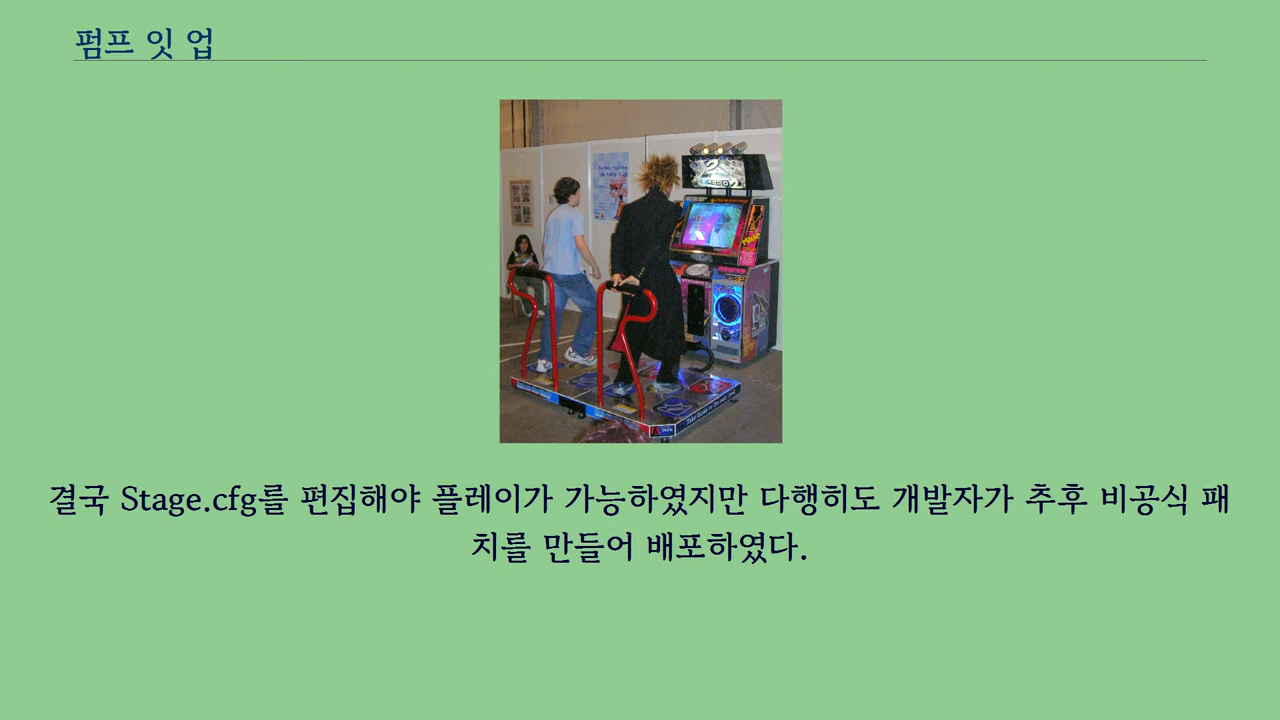 펌프 잇 업
결국 Stage.cfg를 편집해야 플레이가 가능하였지만 다행히도 개발자가 추후 비공식 패
치를 만들어 배포하였다.